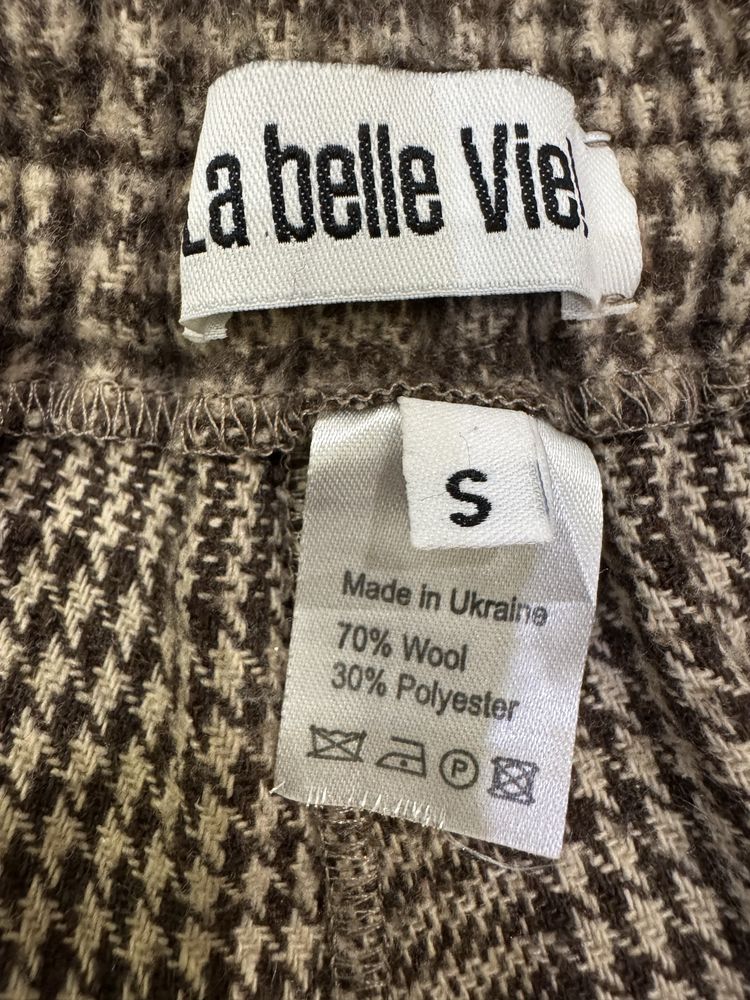 La belle Vie!
S
Made in Ukraine
70% Wool
30% Polyester
P